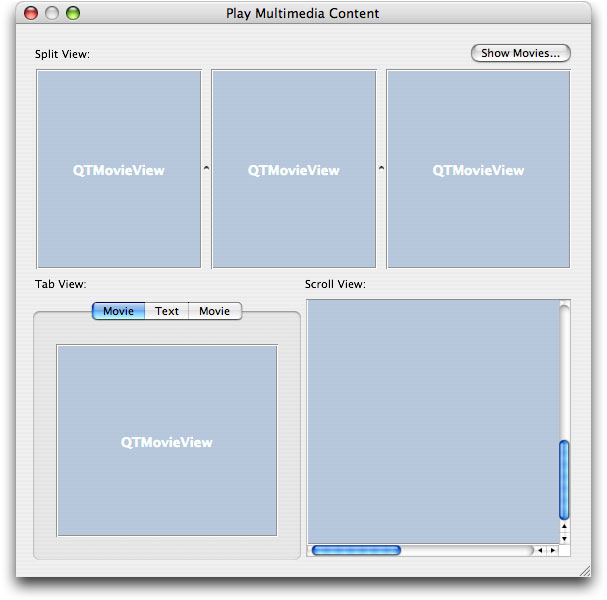 Play Multimedia Content
Split View:
Show Movies...
QTMovieView
QTMovieView
QTMovieView
Tab View:
Scroll View:
Movie
Text
Movie
QTMovieView